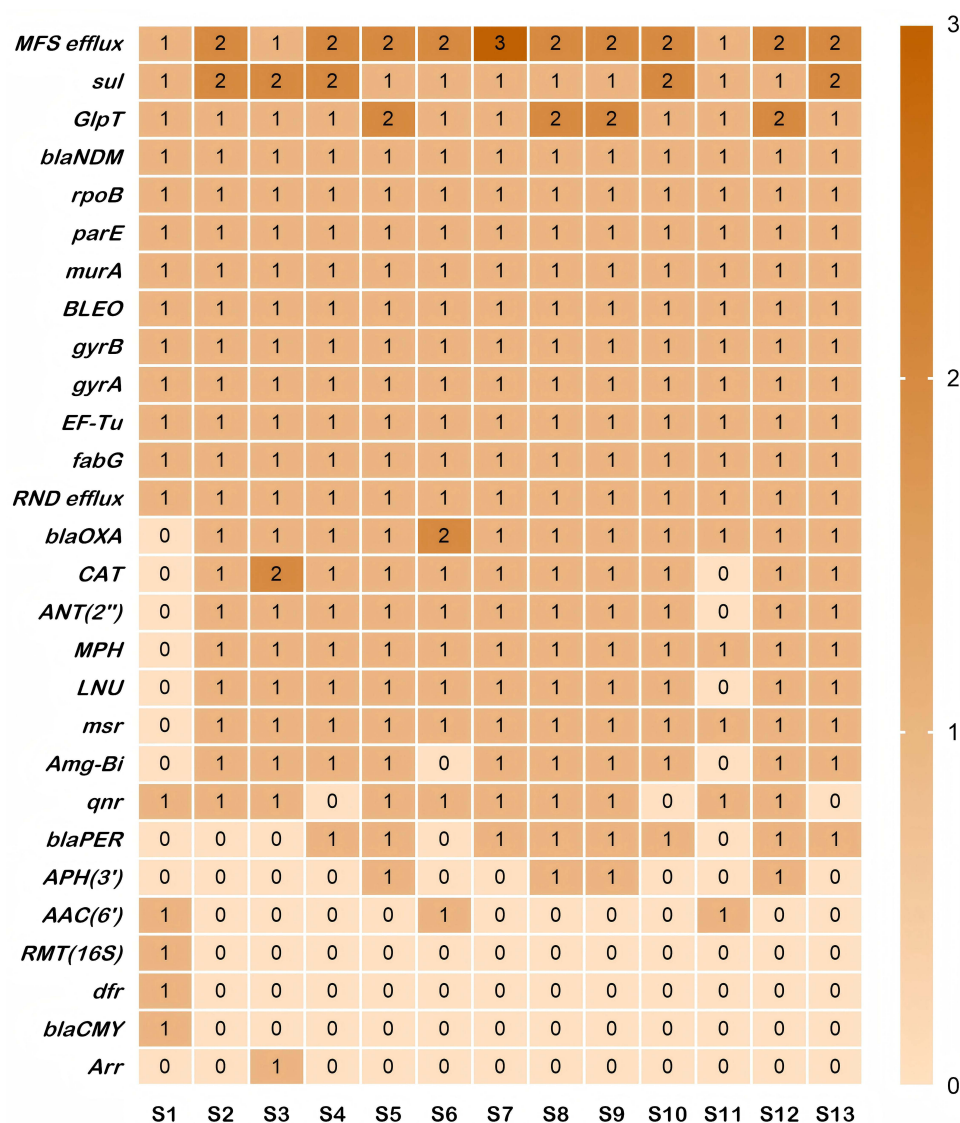 MFS efflux 1 2 1 2 2 2 3 2 2 2 1 2 2 3
sul 1 2 2 2 1 1 1 1 1 2 1 1 2
GlpT 1 1 1 1 2 1 1 2 2 1 1 2 1
blaNDM 1 1 1 1 1 1 1 1 1 1 1 1 1
rpoB 1 1 1 1 1 1 1 1 1 1 1 1 1
parE 1 1 1 1 1 1 1 1 1 1 1 1 1
murA 1 1 1 1 1 1 1 1 1 1 1 1 1
BLEO 1 1 1 1 1 1 1 1 1 1 1 1 1
gyrB 1 1 1 1 1 1 1 1 1 1 1 1 1
gyrA 1 1 1 1 1 1 1 1 1 1 1 1 1 2
EF-Tu 1 1 1 1 1 1 1 1 1 1 1 1 1
fabG 1 1 1 1 1 1 1 1 1 1 1 1 1
RND efflux 1 1 1 1 1 1 1 1 1 1 1 1 1
blaOXA 0 1 1 1 1 2 1 1 1 1 1 1 1
CAT 0 1 2 1 1 1 1 1 1 1 0 1 1
ANT(2") 0 1 1 1 1 1 1 1 1 1 0 1 1
MPH 0 1 1 1 1 1 1 1 1 1 1 1 1
LNU 0 1 1 1 1 1 1 1 1 1 0 1 1
msr 0 1 1 1 1 1 1 1 1 1 1 1 1 1
Amg-Bi 0 1 1 1 1 0 1 1 1 1 0 1 1
qnr 1 1 1 0 1 1 1 1 1 0 1 1 0
blaPER 0 0 0 1 1 0 1 1 1 1 0 1 1
APH(3') 0 0 0 0 1 0 0 1 1 0 0 1 0
AAC(6') 1 0 0 0 0 1 0 0 0 0 1 0 0
RMT(16S) 1 0 0 0 0 0 0 0 0 0 0 0 0
dfr 1 0 0 0 0 0 0 0 0 0 0 0 0
blaCMY 1 0 0 0 0 0 0 0 0 0 0 0 0
Arr 0 0 1 0 0 0 0 0 0 0 0 0 0 0
S1 S2 S3 S4 S5 S6 S7 S8 S9 S10 S11 S12 S13